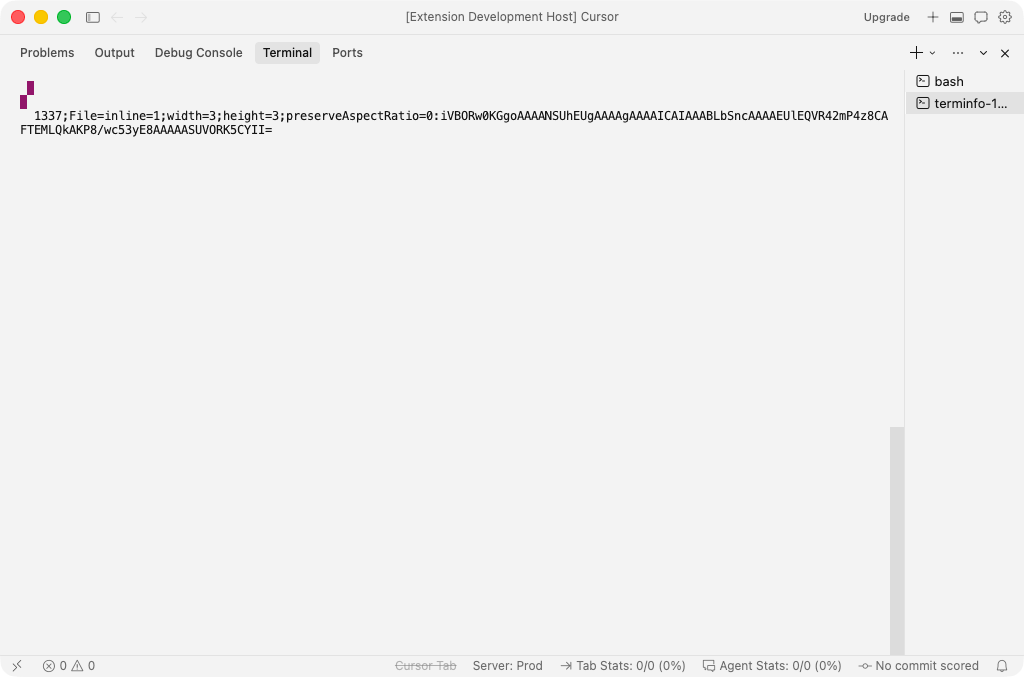 [Extension Development Host] Cursor
Upgrade
Problems Output Debug Console Terminal Ports
bash
terminfo-1...
1337;File=inline=1;width=3;height=3;preserveAspectRatio=0:iVBORw0KGgoAAAANSUhEUgAAAAgAAAAICAIAAABLbSncAAAAEUlEQVR42mP4z8CA
FTEMLQkAKP8/wc53yE8AAAAASUVORK5CYII=
0 0 Cursor Tab Server: Prod Tab Stats: 0/0 (0%) Agent Stats: 0/0 (0%) No commit scored